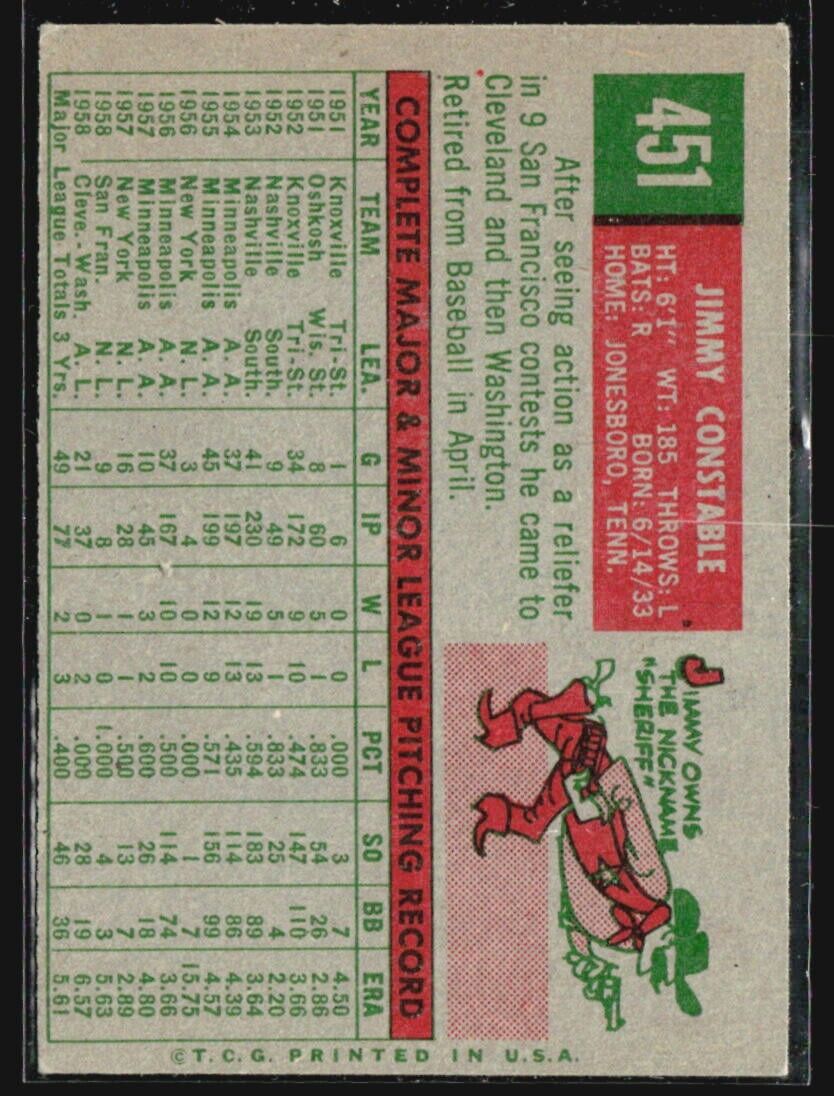 451
JIMMY CONSTABLE
HT: 6'1" WT: 185 THROWS: L
BATS: R BORN: 6/14/33
HOME: JONESBORO, TENN.
After seeing action as a reliefer
in 9 San Francisco contests he came to
Cleveland and then Washington.
Retired from Baseball in April.
JIMMY OWNS
THE NICKNAME
"SHERIFF"
COMPLETE MAJOR & MINOR LEAGUE PITCHING RECORD
YEAR TEAM LEA. G IP W L PCT SO BB ERA
1951 Knoxville Tri-St. 1 6 0 0 .000 3 7 4.50
1951 Oshkosh Wis. St. 8 60 5 1 .833 54 26 2.86
1952 Knoxville Tri-St. 34 172 9 10 .474 147 110 3.66
1952 Nashville South. 9 49 5 1 .833 25 4 2.20
1953 Nashville South. 41 230 19 13 .594 183 89 3.64
1954 Minneapolis A. A. 37 197 10 13 .435 114 86 4.39
1955 Minneapolis A. A. 45 199 12 9 .571 156 99 4.57
1956 New York N. L. 3 4 0 0 .000 1 7 15.75
1956 Minneapolis A. A. 37 167 10 10 .500 114 74 3.66
1957 Minneapolis A. A. 10 45 3 2 .600 26 18 4.80
1957 New York N. L. 16 28 1 1 .500 13 7 2.89
1958 San Fran. N. L. 9 8 1 0 1.000 4 3 5.63
1958 Cleve.-Wash. A. L. 21 37 0 2 .000 28 19 6.57
Major League Totals 3 Yrs. 49 77 2 3 .400 46 36 5.61
©T.C.G. PRINTED IN U.S.A.